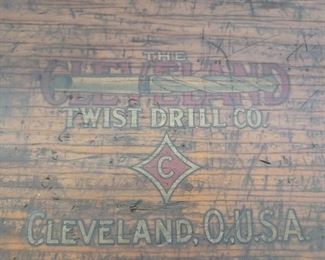 THE
CLEVELAND
TWIST DRILL CO.
C
CLEVELAND, O., U.S.A.